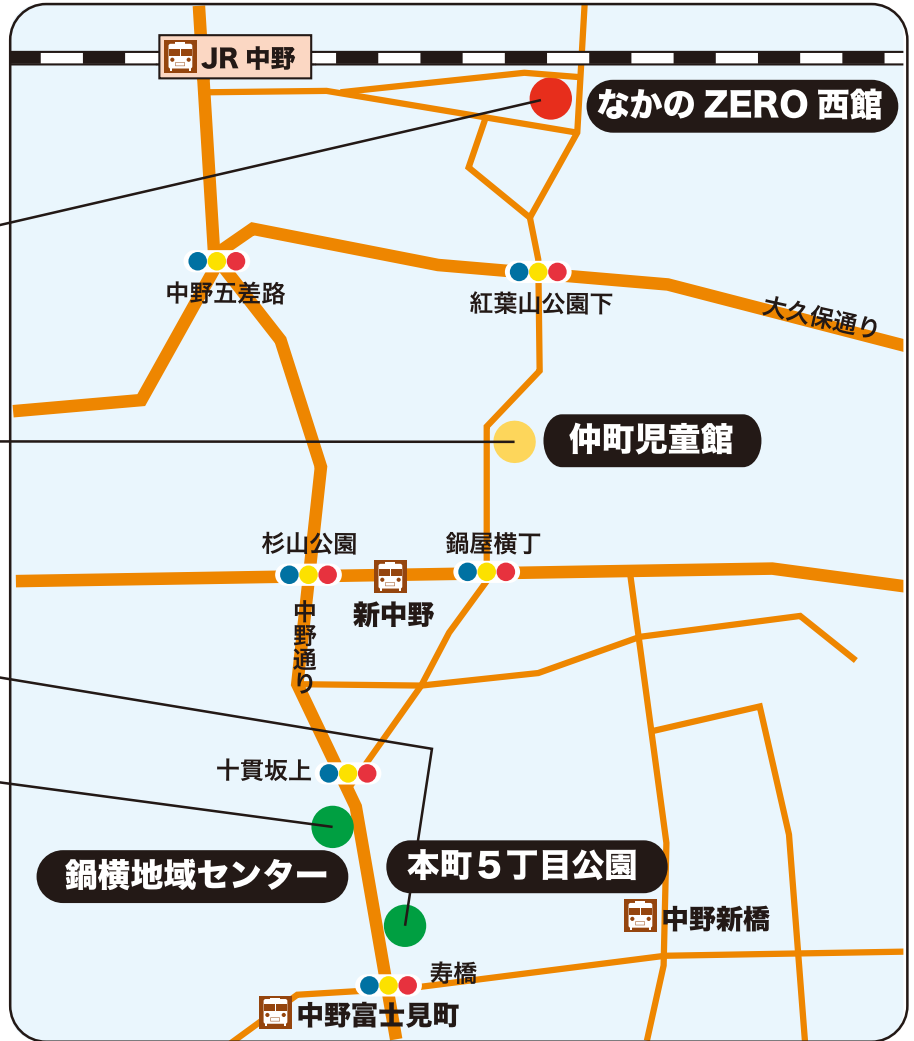 JR 中野
なかの ZERO 西館
中野五差路
紅葉山公園下
大久保通り
仲町児童館
杉山公園
鍋屋横丁
新中野
中野通り
十貫坂上
鍋横地域センター
本町5丁目公園
中野新橋
寿橋
中野富士見町